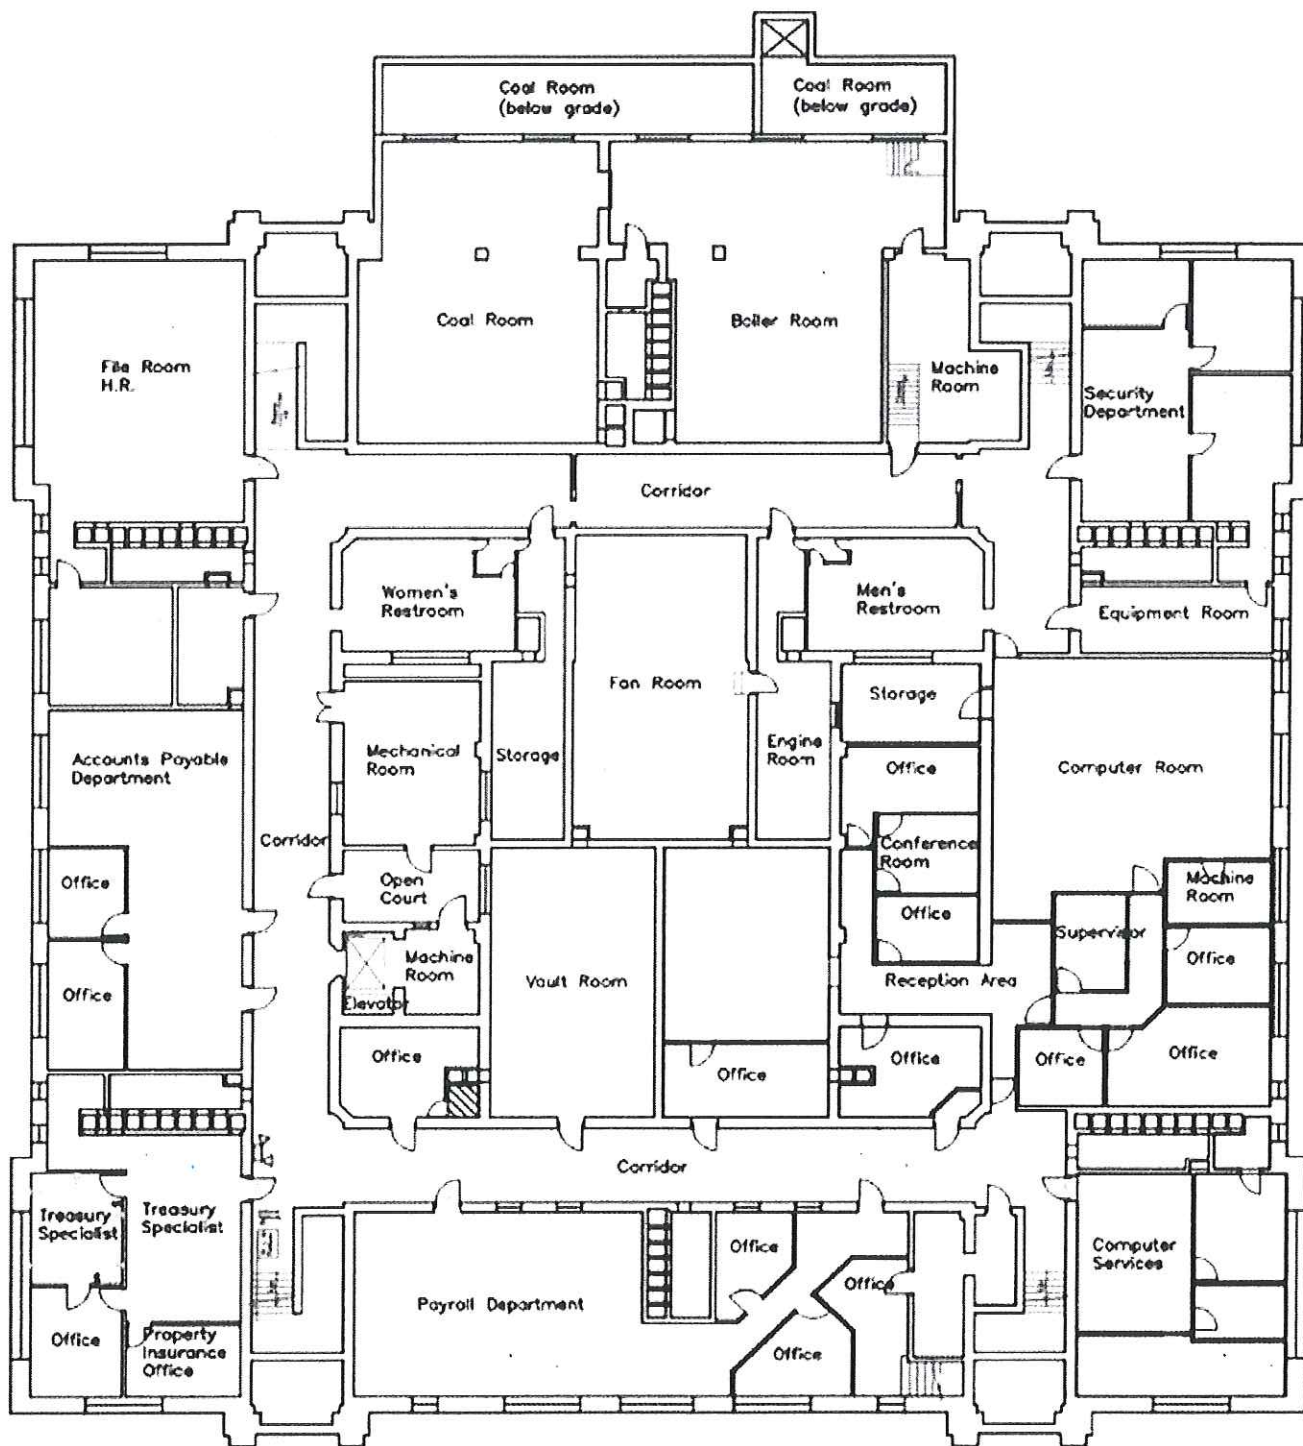 Coal Room
(below grade)
Coal Room
(below grade)
Coal Room
Boiler Room
File Room
H.R.
Machine
Room
Security
Department
Corridor
Women's
Restroom
Men's
Restroom
Equipment Room
Fan Room
Storage
Mechanical
Room
Storage
Engine
Room
Office
Computer Room
Accounts Payable
Department
Corridor
Conference
Room
Office
Open
Court
Machine
Room
Office
Supervisor
Machine
Room
Vault Room
Reception Area
Office
Office
Elevator
Office
Office
Office
Office
Office
Corridor
Treasury
Specialist
Treasury
Specialist
Office
Computer
Services
Payroll Department
Office
Office
Property
Insurance
Office
Office